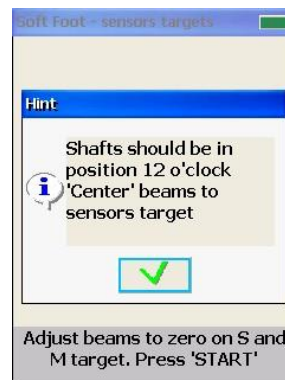 Soft Foot - sensors targets
Hint
Shafts should be in
position 12 o'clock
'Center' beams to
sensors target
Adjust beams to zero on S and
M target. Press 'START'